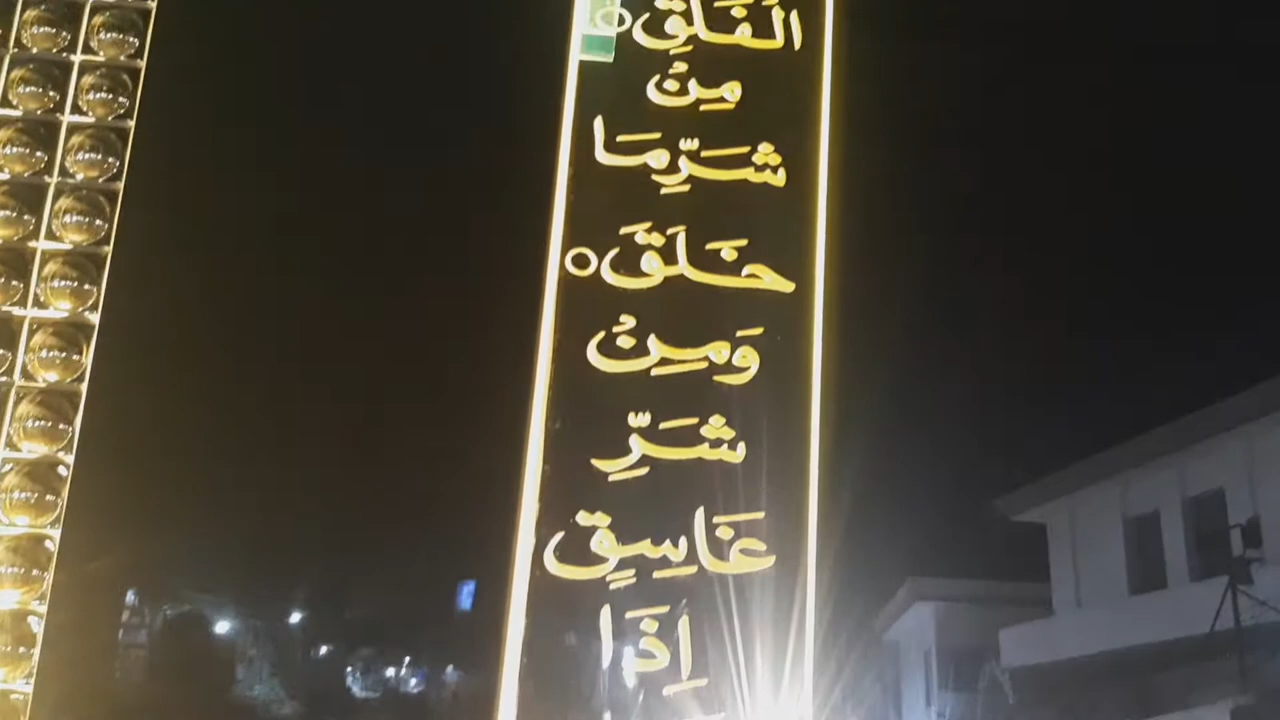 الْفَلَقِ ○
مِنْ
شَرِّمَا
خَلَقَ ○
وَمِنْ
شَرِّ
غَاسِقٍ
اِذَا